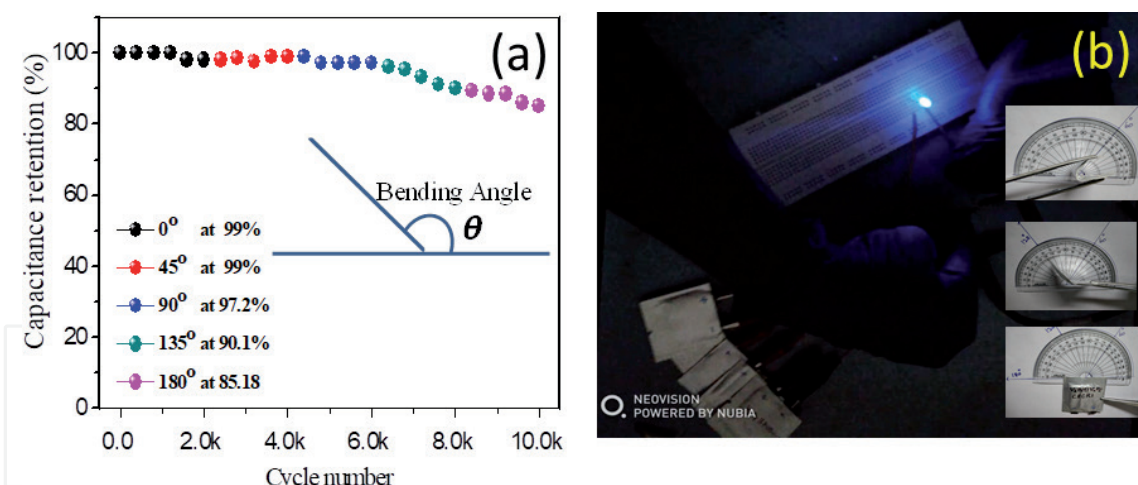 (a)
Capacitance retention (%)
100
80
60
40
20
0
Bending Angle
θ
0° at 99%
45° at 99%
90° at 97.2%
135° at 90.1%
180° at 85.18
0.0
2.0k
4.0k
6.0k
8.0k
10.0k
Cycle number
(b)
NEOVISION
POWERED BY NUBIA